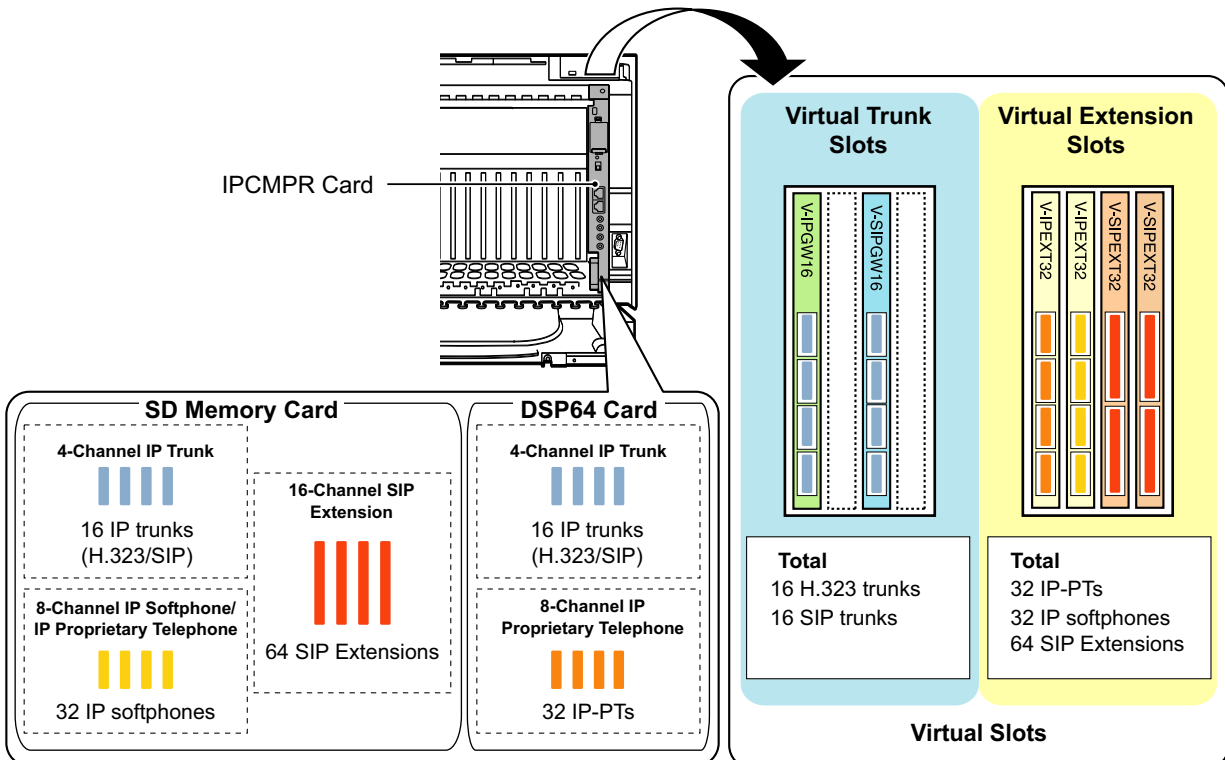 IPCMPR Card
Virtual Trunk
Slots
Virtual Extension
Slots
V-IPGW16
V-SIPGW16
V-IPEXT32
V-IPEXT32
V-SIPEXT32
V-SIPEXT32
Total
16 H.323 trunks
16 SIP trunks
Total
32 IP-PTs
32 IP softphones
64 SIP Extensions
Virtual Slots
SD Memory Card
4-Channel IP Trunk
16 IP trunks
(H.323/SIP)
8-Channel IP Softphone/
IP Proprietary Telephone
32 IP softphones
16-Channel SIP
Extension
64 SIP Extensions
DSP64 Card
4-Channel IP Trunk
16 IP trunks
(H.323/SIP)
8-Channel IP
Proprietary Telephone
32 IP-PTs